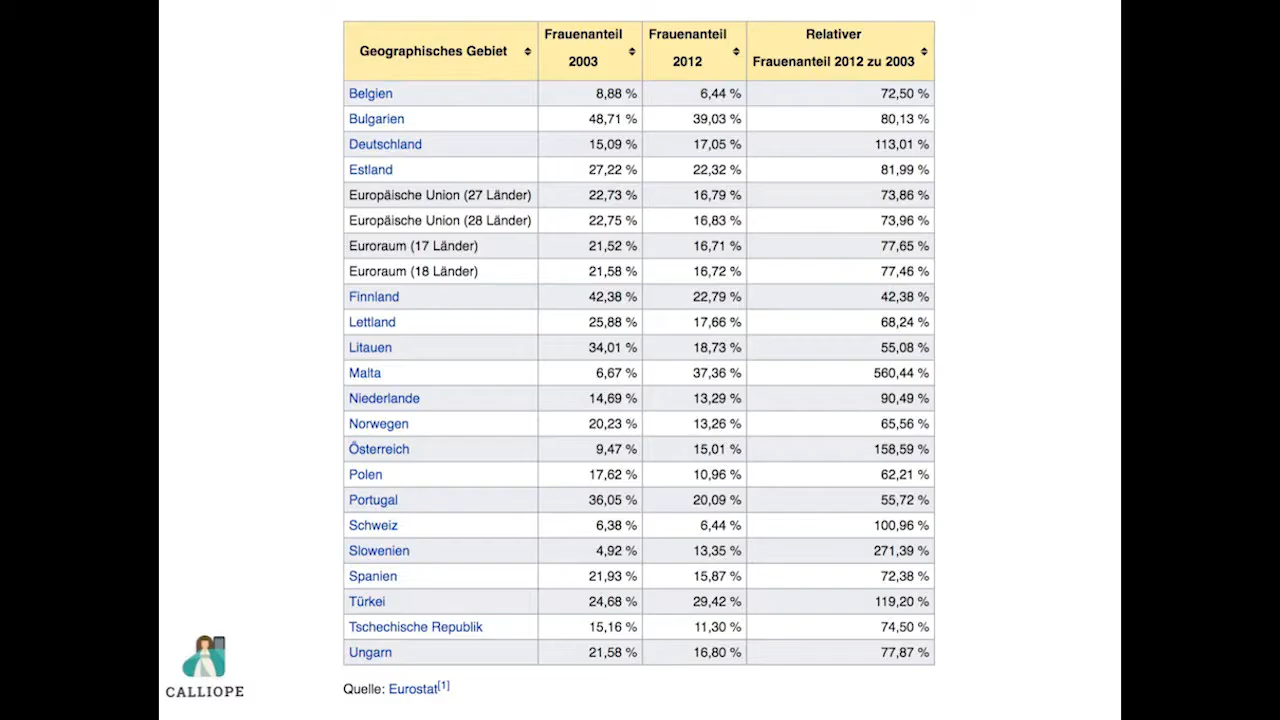 Geographisches Gebiet Frauenanteil 2003 Frauenanteil 2012 Relativer Frauenanteil 2012 zu 2003
Belgien 8,88 % 6,44 % 72,50 %
Bulgarien 48,71 % 39,03 % 80,13 %
Deutschland 15,09 % 17,05 % 113,01 %
Estland 27,22 % 22,32 % 81,99 %
Europäische Union (27 Länder) 22,73 % 16,79 % 73,86 %
Europäische Union (28 Länder) 22,75 % 16,83 % 73,96 %
Euroraum (17 Länder) 21,52 % 16,71 % 77,65 %
Euroraum (18 Länder) 21,58 % 16,72 % 77,46 %
Finnland 42,38 % 22,79 % 42,38 %
Lettland 25,88 % 17,66 % 68,24 %
Litauen 34,01 % 18,73 % 55,08 %
Malta 6,67 % 37,36 % 560,44 %
Niederlande 14,69 % 13,29 % 90,49 %
Norwegen 20,23 % 13,26 % 65,56 %
Österreich 9,47 % 15,01 % 158,59 %
Polen 17,62 % 10,96 % 62,21 %
Portugal 36,05 % 20,09 % 55,72 %
Schweiz 6,38 % 6,44 % 100,96 %
Slowenien 4,92 % 13,35 % 271,39 %
Spanien 21,93 % 15,87 % 72,38 %
Türkei 24,68 % 29,42 % 119,20 %
Tschechische Republik 15,16 % 11,30 % 74,50 %
Ungarn 21,58 % 16,80 % 77,87 %
Quelle: Eurostat[1]
CALLIOPE